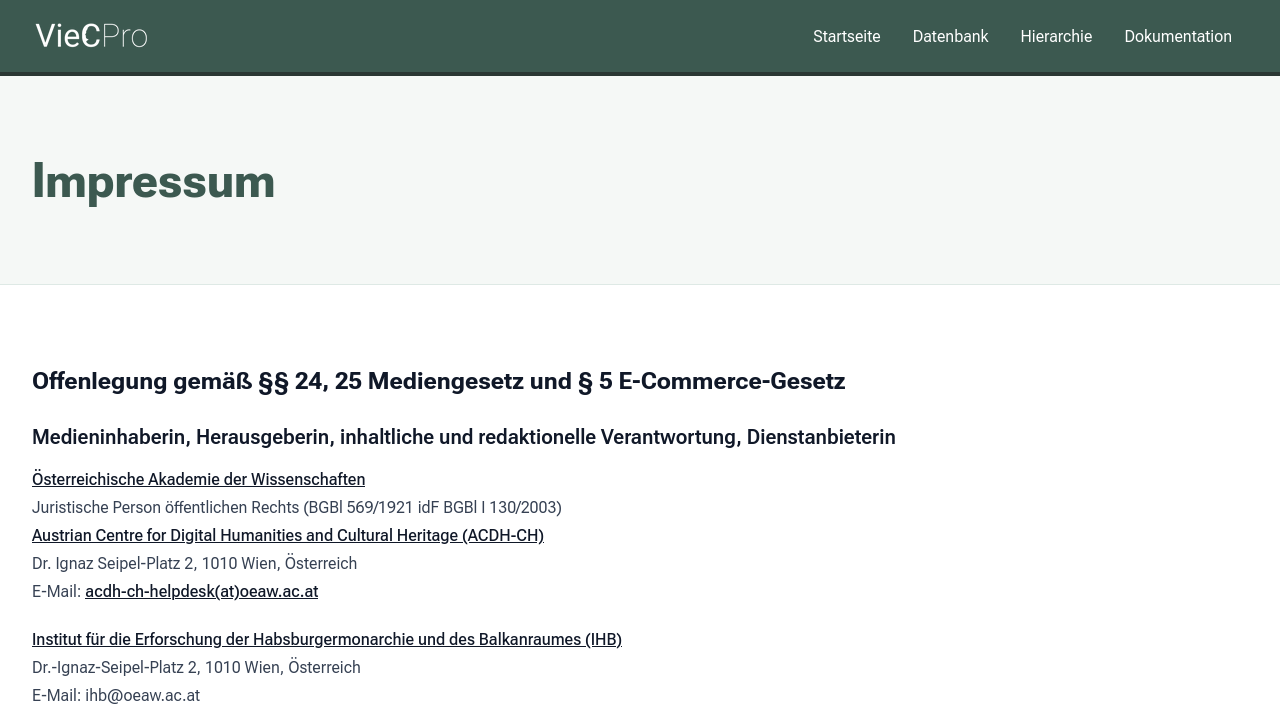 VieCPro
Startseite
Datenbank
Hierarchie
Dokumentation
Impressum
Offenlegung gemäß §§ 24, 25 Mediengesetz und § 5 E-Commerce-Gesetz
Medieninhaberin, Herausgeberin, inhaltliche und redaktionelle Verantwortung, Dienstanbieterin
Österreichische Akademie der Wissenschaften
Juristische Person öffentlichen Rechts (BGBl 569/1921 idF BGBl I 130/2003)
Austrian Centre for Digital Humanities and Cultural Heritage (ACDH-CH)
Dr. Ignaz Seipel-Platz 2, 1010 Wien, Österreich
E-Mail: acdh-ch-helpdesk(at)oeaw.ac.at
Institut für die Erforschung der Habsburgermonarchie und des Balkanraumes (IHB)
Dr.-Ignaz-Seipel-Platz 2, 1010 Wien, Österreich
E-Mail: ihb@oeaw.ac.at